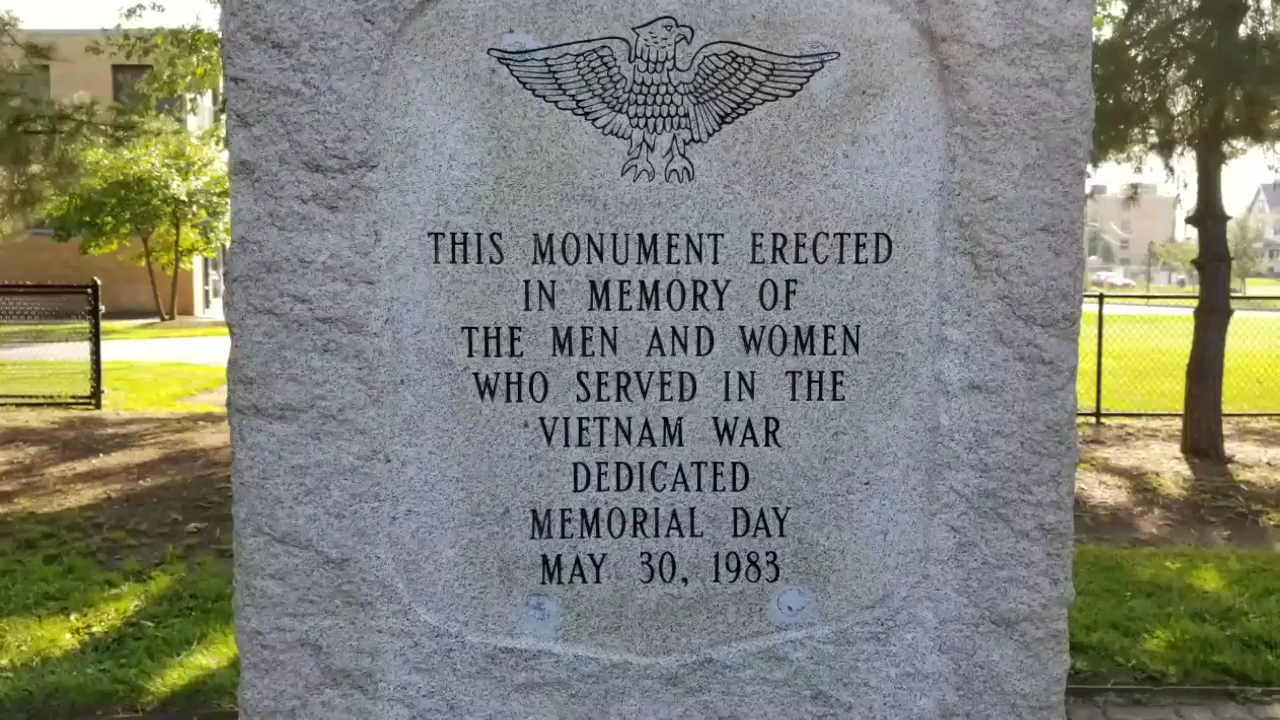 THIS MONUMENT ERECTED
IN MEMORY OF
THE MEN AND WOMEN
WHO SERVED IN THE
VIETNAM WAR
DEDICATED
MEMORIAL DAY
MAY 30, 1983